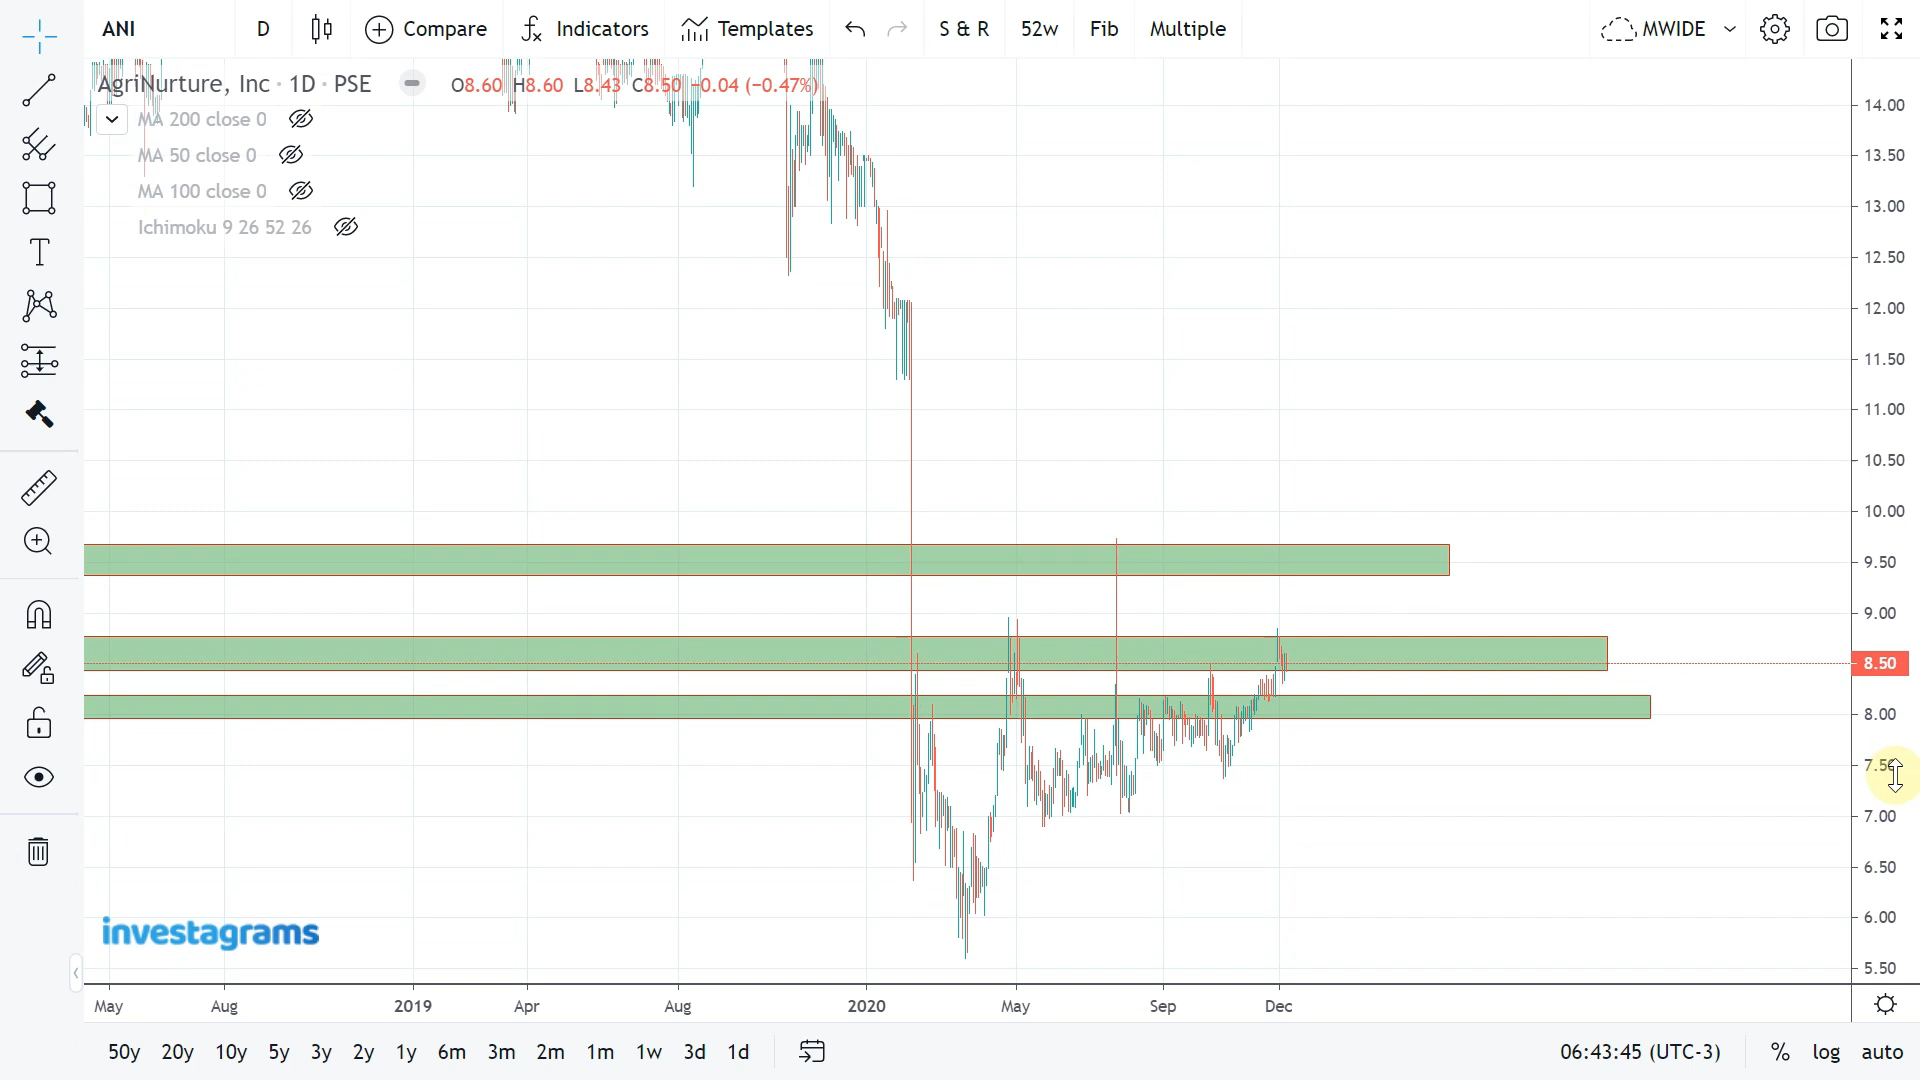 ANI D Compare Indicators Templates S & R 52w Fib Multiple MWIDE
AgriNurture, Inc · 1D · PSE O8.60 H8.60 L8.43 C8.50 −0.04 (−0.47%)
MA 200 close 0
MA 50 close 0
MA 100 close 0
Ichimoku 9 26 52 26
14.00
13.50
13.00
12.50
12.00
11.50
11.00
10.50
10.00
9.50
9.00
8.50
8.00
7.50
7.00
6.50
6.00
5.50
investagrams
May Aug 2019 Apr Aug 2020 May Sep Dec
50y 20y 10y 5y 3y 2y 1y 6m 3m 2m 1m 1w 3d 1d 06:43:45 (UTC-3) % log auto